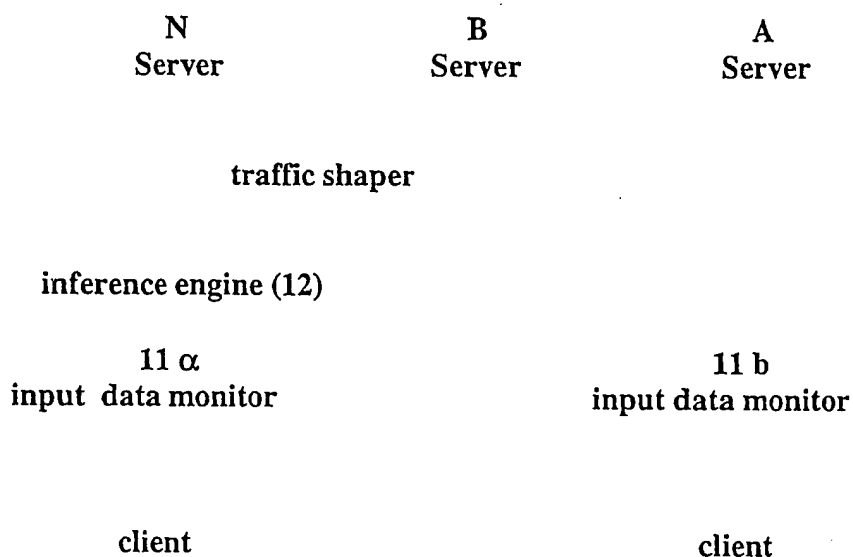 N B A
Server Server Server
traffic shaper
inference engine (12)
11 α 11 b
input data monitor input data monitor
client client